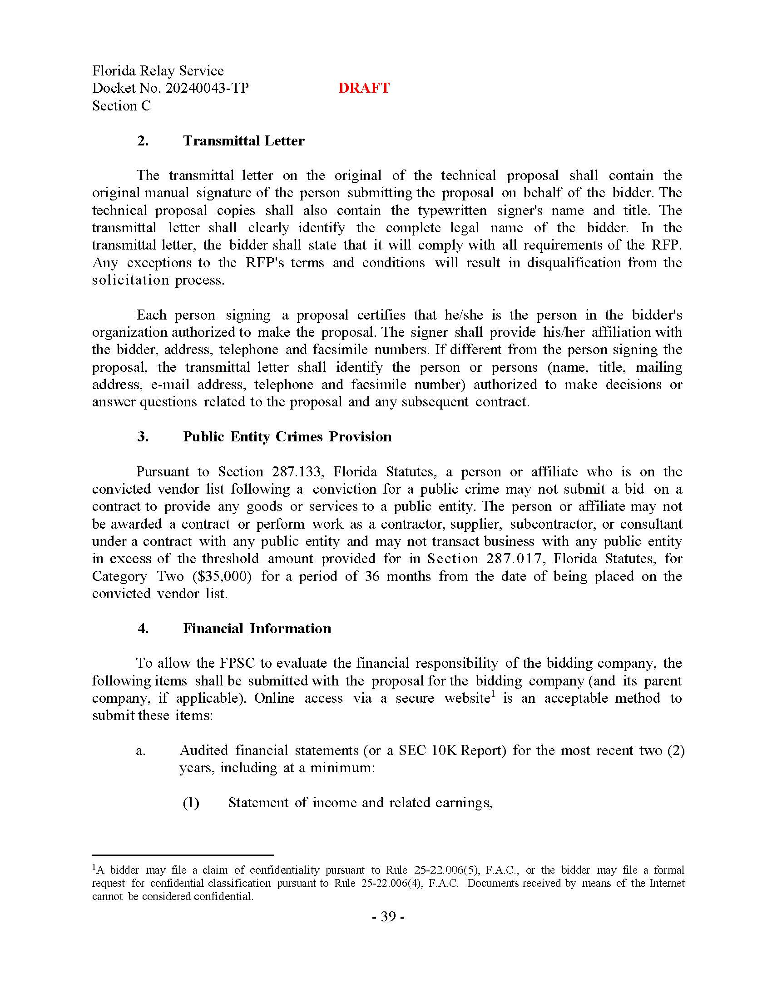 Florida Relay Service
Docket No. 20240043-TP DRAFT
Section C
2. Transmittal Letter
The transmittal letter on the original of the technical proposal shall contain the
original manual signature of the person submitting the proposal on behalf of the bidder. The
technical proposal copies shall also contain the typewritten signer's name and title. The
transmittal letter shall clearly identify the complete legal name of the bidder. In the
transmittal letter, the bidder shall state that it will comply with all requirements of the RFP.
Any exceptions to the RFP's terms and conditions will result in disqualification from the
solicitation process.
Each person signing a proposal certifies that he/she is the person in the bidder's
organization authorized to make the proposal. The signer shall provide his/her affiliation with
the bidder, address, telephone and facsimile numbers. If different from the person signing the
proposal, the transmittal letter shall identify the person or persons (name, title, mailing
address, e-mail address, telephone and facsimile number) authorized to make decisions or
answer questions related to the proposal and any subsequent contract.
3. Public Entity Crimes Provision
Pursuant to Section 287.133, Florida Statutes, a person or affiliate who is on the
convicted vendor list following a conviction for a public crime may not submit a bid on a
contract to provide any goods or services to a public entity. The person or affiliate may not
be awarded a contract or perform work as a contractor, supplier, subcontractor, or consultant
under a contract with any public entity and may not transact business with any public entity
in excess of the threshold amount provided for in Section 287.017, Florida Statutes, for
Category Two ($35,000) for a period of 36 months from the date of being placed on the
convicted vendor list.
4. Financial Information
To allow the FPSC to evaluate the financial responsibility of the bidding company, the
following items shall be submitted with the proposal for the bidding company (and its parent
company, if applicable). Online access via a secure website¹ is an acceptable method to
submit these items:
a. Audited financial statements (or a SEC 10K Report) for the most recent two (2)
years, including at a minimum:
(1) Statement of income and related earnings,
¹A bidder may file a claim of confidentiality pursuant to Rule 25-22.006(5), F.A.C., or the bidder may file a formal
request for confidential classification pursuant to Rule 25-22.006(4), F.A.C. Documents received by means of the Internet
cannot be considered confidential.
- 39 -